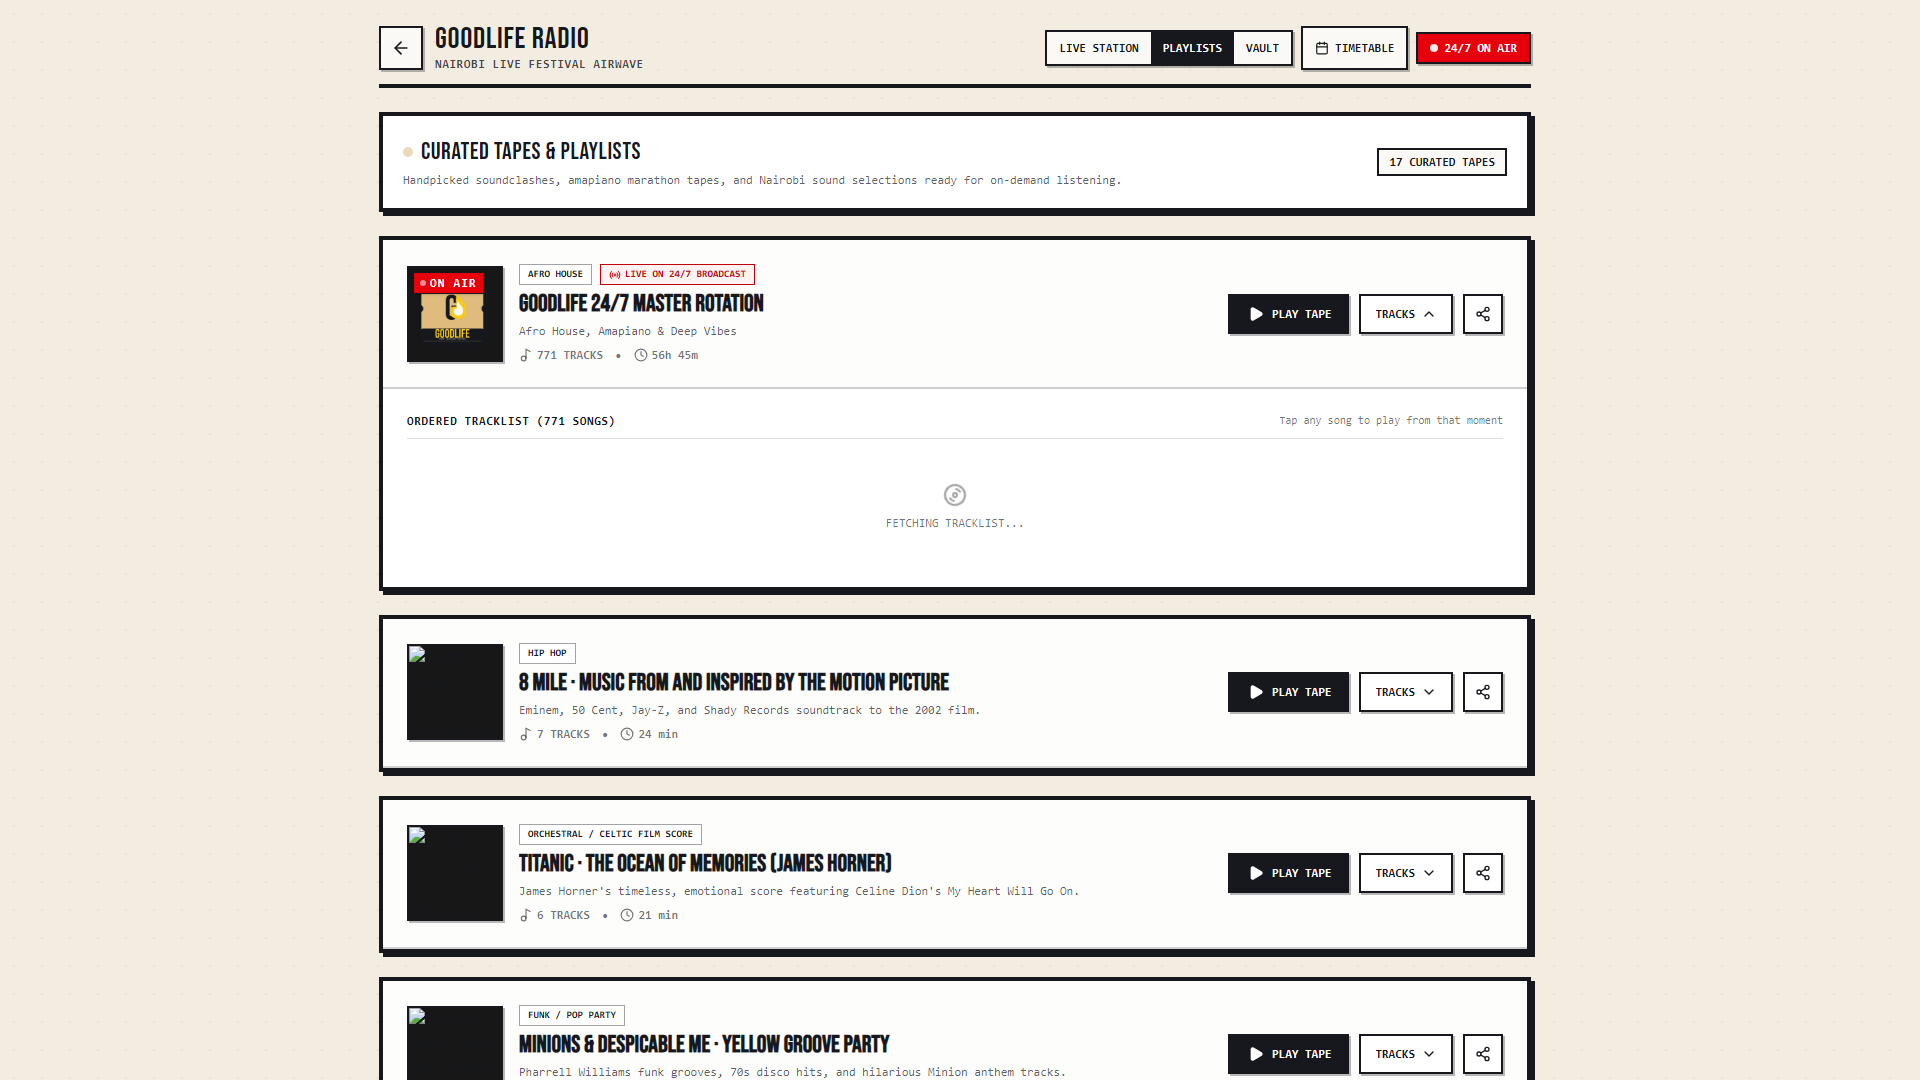 GOODLIFE RADIO
NAIROBI LIVE FESTIVAL AIRWAVE
LIVE STATION
PLAYLISTS
VAULT
TIMETABLE
24/7 ON AIR
CURATED TAPES & PLAYLISTS
Handpicked soundclashes, amapiano marathon tapes, and Nairobi sound selections ready for on-demand listening.
17 CURATED TAPES
ON AIR
GOODLIFE
AFRO HOUSE
LIVE ON 24/7 BROADCAST
GOODLIFE 24/7 MASTER ROTATION
Afro House, Amapiano & Deep Vibes
771 TRACKS • 56h 45m
PLAY TAPE
TRACKS
ORDERED TRACKLIST (771 SONGS)
Tap any song to play from that moment
FETCHING TRACKLIST...
HIP HOP
8 MILE · MUSIC FROM AND INSPIRED BY THE MOTION PICTURE
Eminem, 50 Cent, Jay-Z, and Shady Records soundtrack to the 2002 film.
7 TRACKS • 24 min
PLAY TAPE
TRACKS
ORCHESTRAL / CELTIC FILM SCORE
TITANIC · THE OCEAN OF MEMORIES (JAMES HORNER)
James Horner's timeless, emotional score featuring Celine Dion's My Heart Will Go On.
6 TRACKS • 21 min
PLAY TAPE
TRACKS
FUNK / POP PARTY
MINIONS & DESPICABLE ME · YELLOW GROOVE PARTY
Pharrell Williams funk grooves, 70s disco hits, and hilarious Minion anthem tracks.
PLAY TAPE
TRACKS